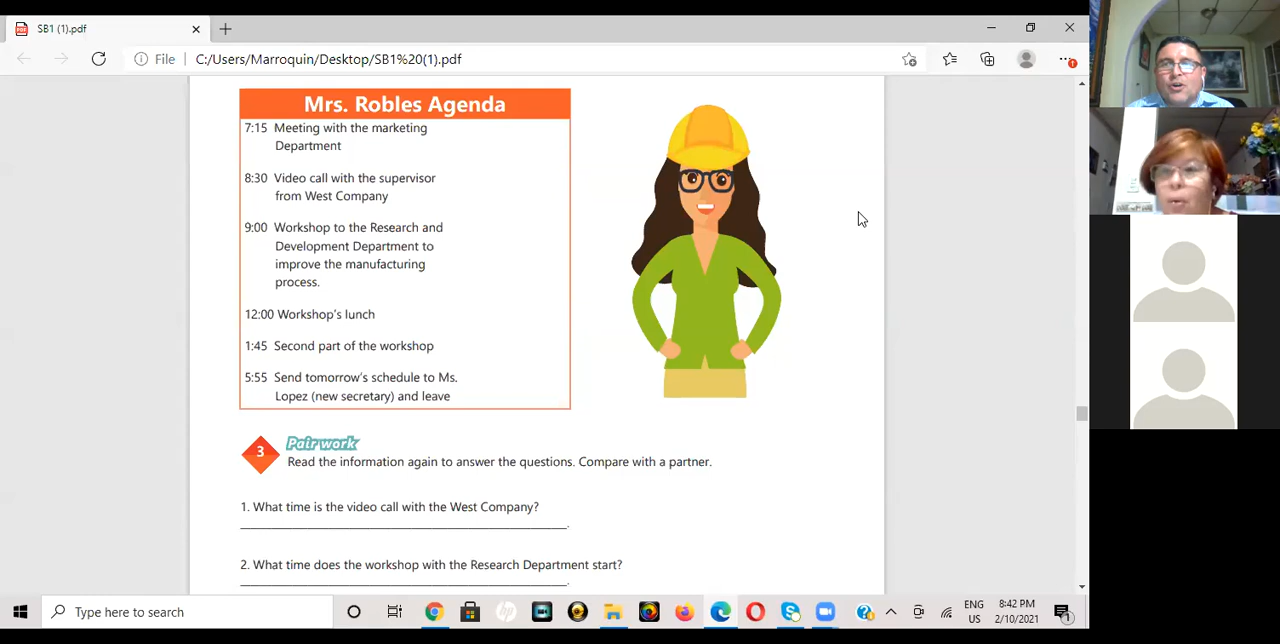 SB1 (1).pdf
File
C:/Users/Marroquin/Desktop/SB1%20(1).pdf
Mrs. Robles Agenda
7:15 Meeting with the marketing
Department
8:30 Video call with the supervisor
from West Company
9:00 Workshop to the Research and
Development Department to
improve the manufacturing
process.
12:00 Workshop's lunch
1:45 Second part of the workshop
5:55 Send tomorrow's schedule to Ms.
Lopez (new secretary) and leave
3
Pair work
Read the information again to answer the questions. Compare with a partner.
1. What time is the video call with the West Company?
2. What time does the workshop with the Research Department start?
Type here to search
ENG
US
8:42 PM
2/10/2021